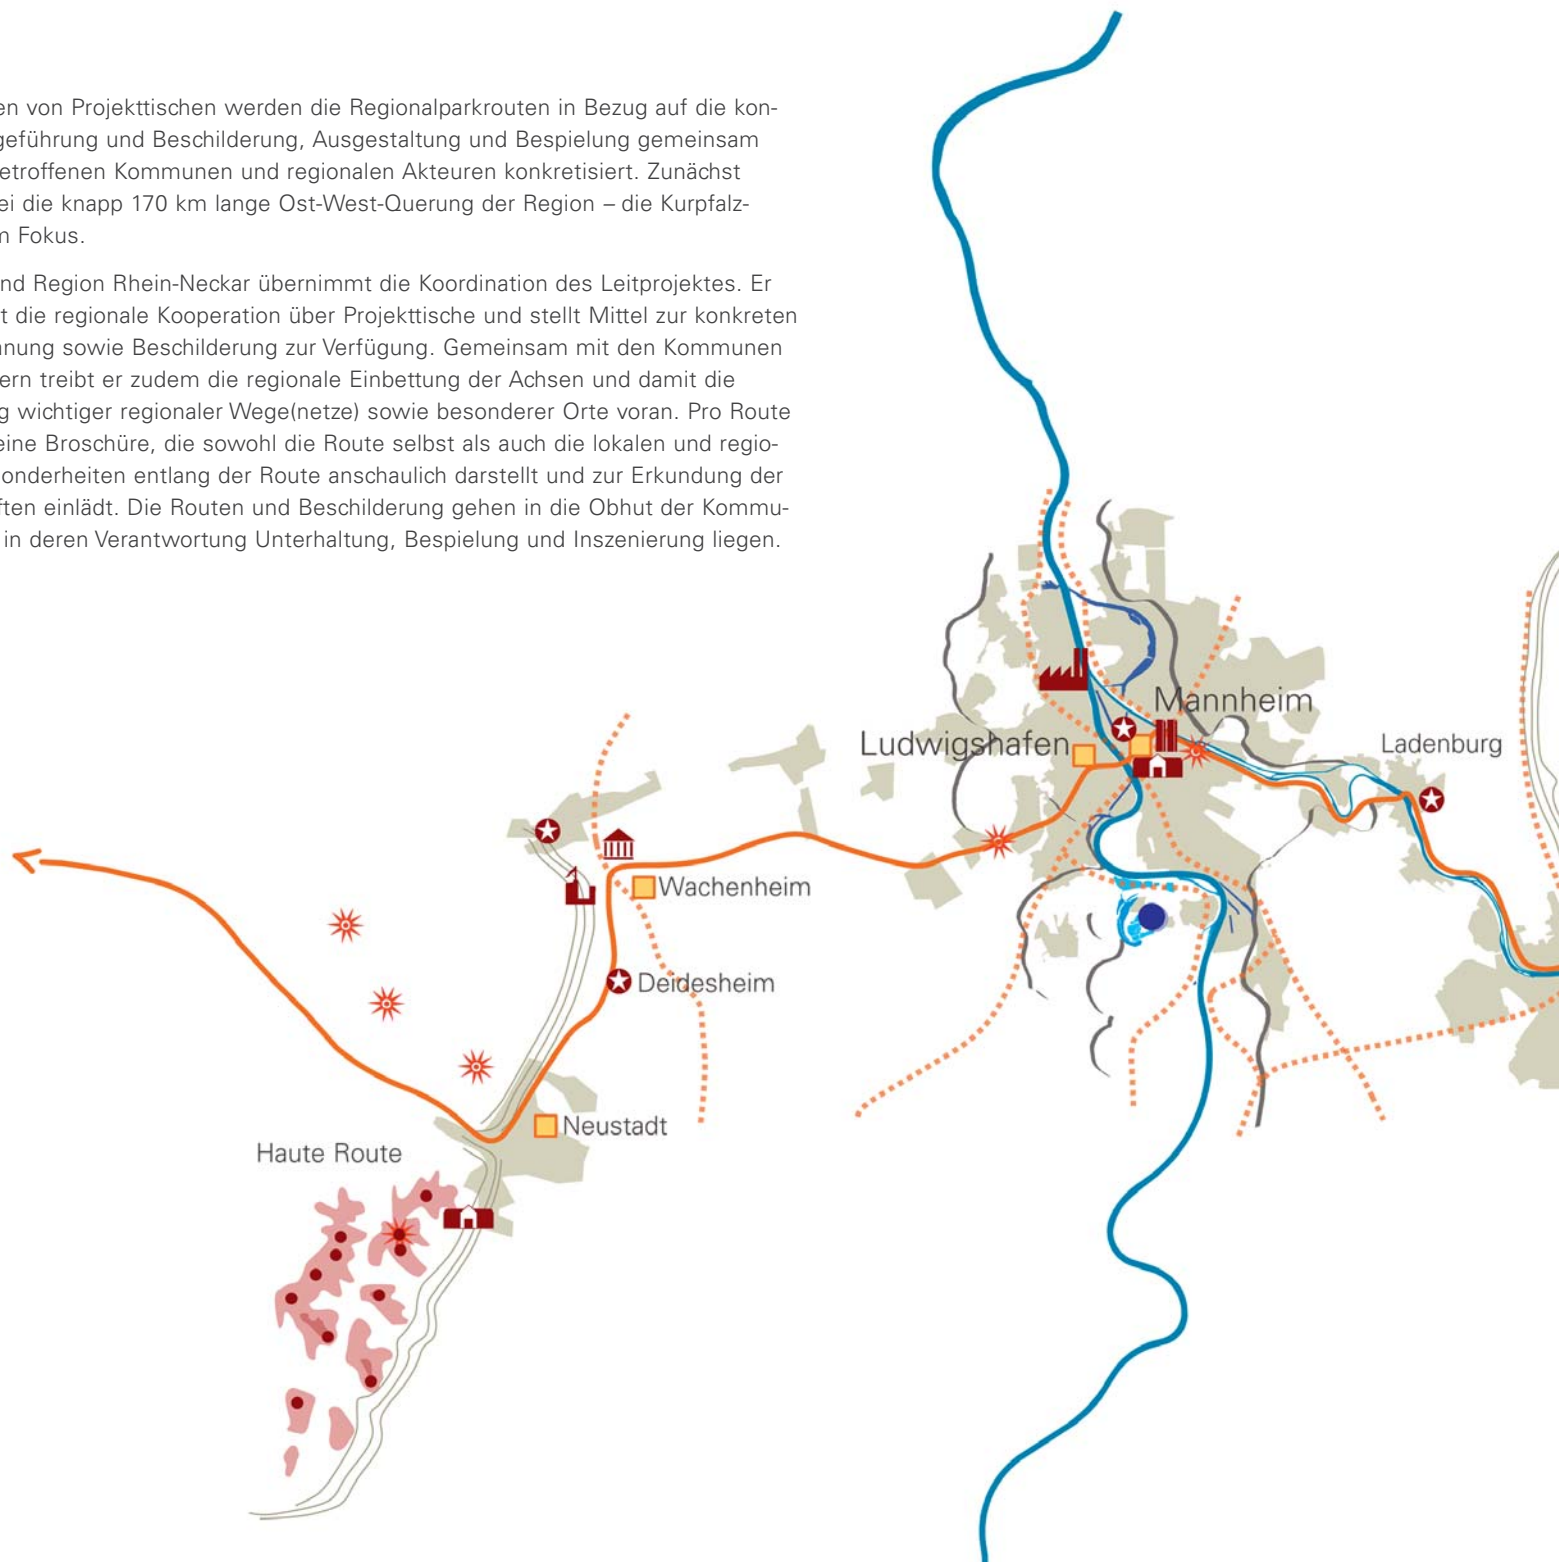 en von Projekttischen werden die Regionalparkrouten in Bezug auf die kon-
geführung und Beschilderung, Ausgestaltung und Bespielung gemeinsam
etroffenen Kommunen und regionalen Akteuren konkretisiert. Zunächst
ei die knapp 170 km lange Ost-West-Querung der Region – die Kurpfalz-
m Fokus.
nd Region Rhein-Neckar übernimmt die Koordination des Leitprojektes. Er
t die regionale Kooperation über Projekttische und stellt Mittel zur konkreten
anung sowie Beschilderung zur Verfügung. Gemeinsam mit den Kommunen
ern treibt er zudem die regionale Einbettung der Achsen und damit die
g wichtiger regionaler Wege(netze) sowie besonderer Orte voran. Pro Route
eine Broschüre, die sowohl die Route selbst als auch die lokalen und regio-
onderheiten entlang der Route anschaulich darstellt und zur Erkundung der
ften einlädt. Die Routen und Beschilderung gehen in die Obhut der Kommu-
in deren Verantwortung Unterhaltung, Bespielung und Inszenierung liegen.
Mannheim
Ludwigshafen
Ladenburg
Wachenheim
Deidesheim
Neustadt
Haute Route